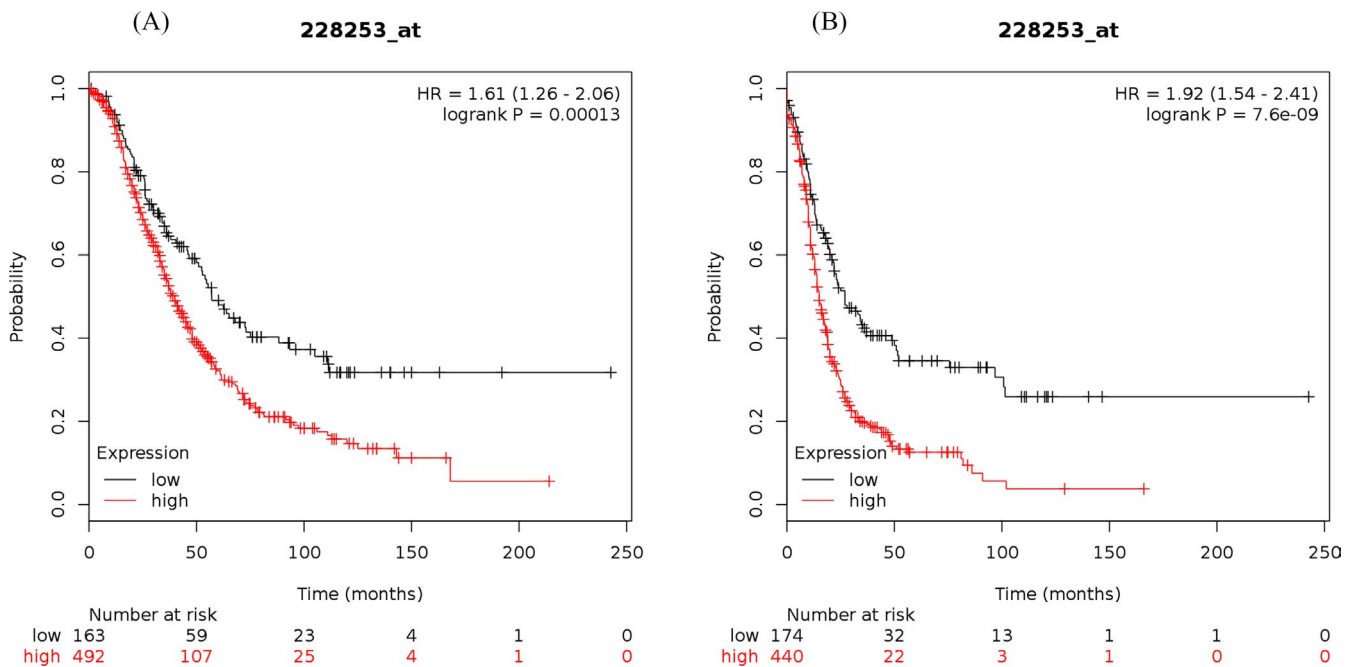 (A)
228253_at
HR = 1.61 (1.26 - 2.06)
logrank P = 0.00013
Probability
1.0
0.8
0.6
0.4
0.2
0.0
Expression
low
high
0 50 100 150 200 250
Time (months)
Number at risk
low 163 59 23 4 1 0
high 492 107 25 4 1 0
(B)
228253_at
HR = 1.92 (1.54 - 2.41)
logrank P = 7.6e-09
Probability
1.0
0.8
0.6
0.4
0.2
0.0
Expression
low
high
0 50 100 150 200 250
Time (months)
Number at risk
low 174 32 13 1 1 0
high 440 22 3 1 0 0